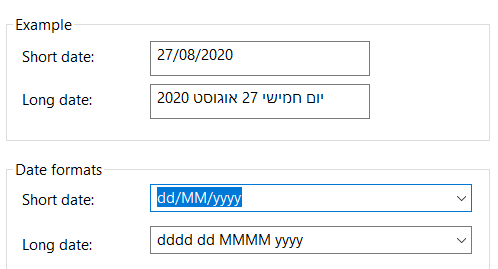 Example
Short date: 27/08/2020
Long date: יום חמישי 27 אוגוסט 2020
Date formats
Short date: dd/MM/yyyy
Long date: dddd dd MMMM yyyy